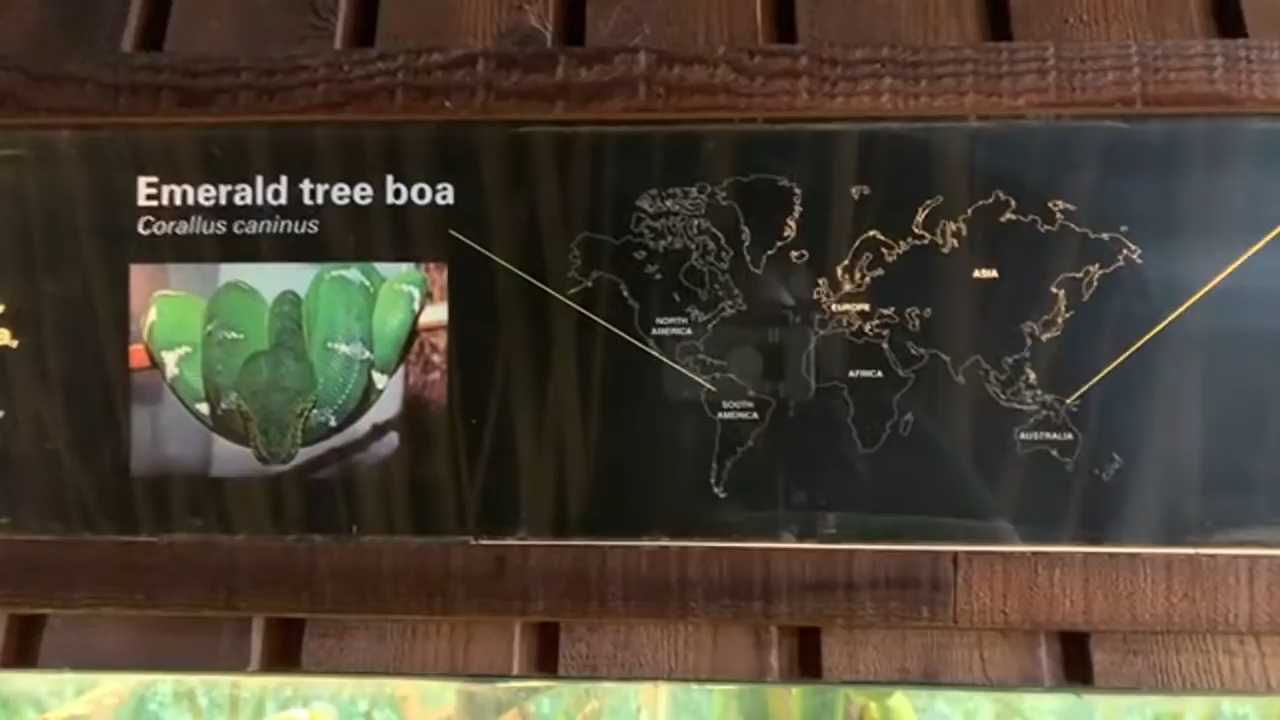 Emerald tree boa
Corallus caninus
NORTH
AMERICA
SOUTH
AMERICA
EUROPE
ASIA
AFRICA
AUSTRALIA